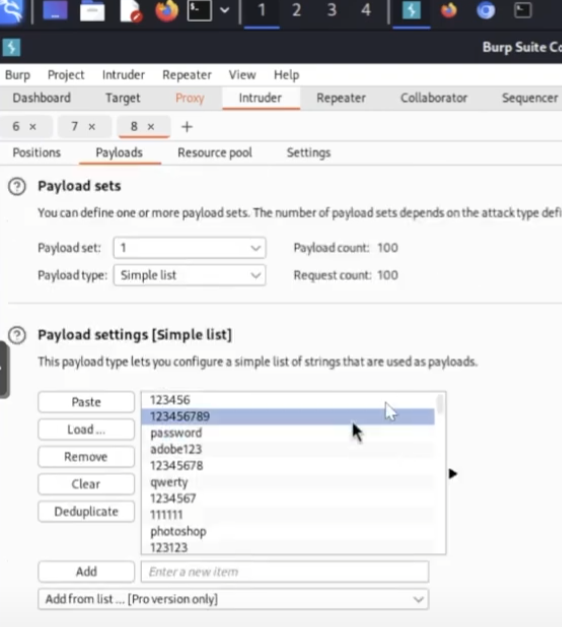 1 2 3 4
Burp Suite Co
Burp Project Intruder Repeater View Help
Dashboard Target Proxy Intruder Repeater Collaborator Sequencer
6 × 7 × 8 × +
Positions Payloads Resource pool Settings
? Payload sets
You can define one or more payload sets. The number of payload sets depends on the attack type defi
Payload set: 1 Payload count: 100
Payload type: Simple list Request count: 100
? Payload settings [Simple list]
This payload type lets you configure a simple list of strings that are used as payloads.
Paste 123456
123456789
Load ... password
adobe123
Remove 12345678
qwerty
Clear 1234567
Deduplicate 111111
photoshop
123123
Add Enter a new item
Add from list ... [Pro version only]